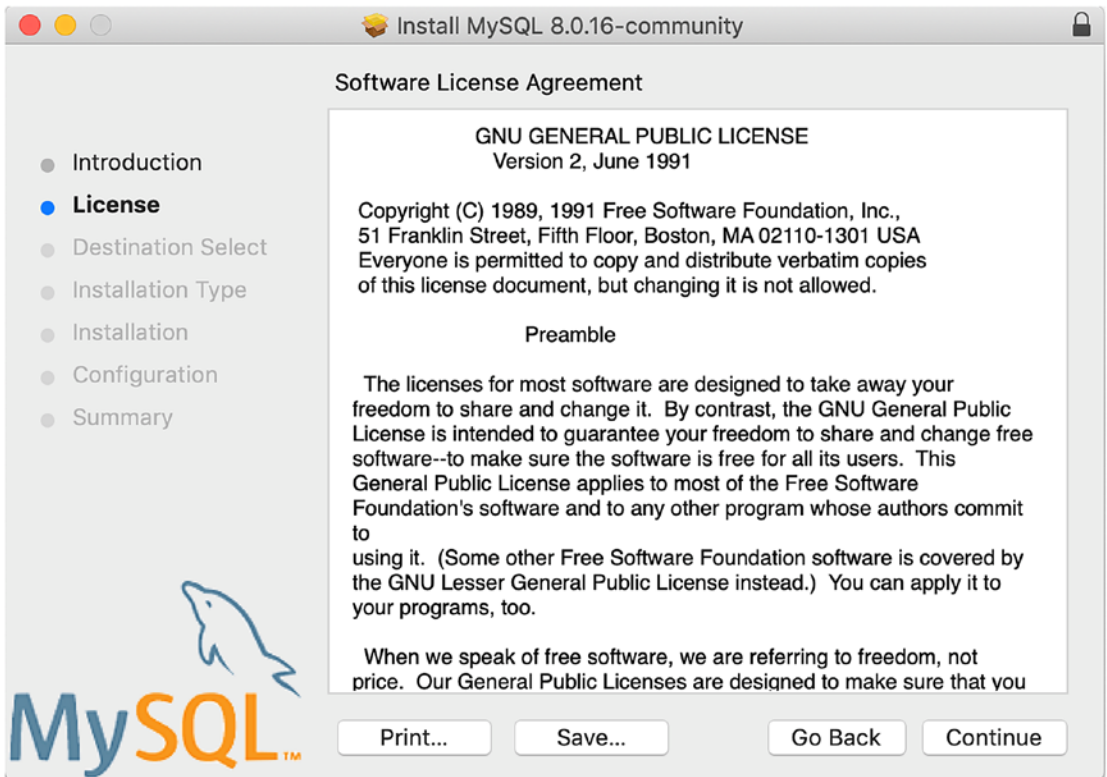 Install MySQL 8.0.16-community
Software License Agreement
Introduction
License
Destination Select
Installation Type
Installation
Configuration
Summary
GNU GENERAL PUBLIC LICENSE
Version 2, June 1991
Copyright (C) 1989, 1991 Free Software Foundation, Inc.,
51 Franklin Street, Fifth Floor, Boston, MA 02110-1301 USA
Everyone is permitted to copy and distribute verbatim copies
of this license document, but changing it is not allowed.
Preamble
The licenses for most software are designed to take away your
freedom to share and change it. By contrast, the GNU General Public
License is intended to guarantee your freedom to share and change free
software--to make sure the software is free for all its users. This
General Public License applies to most of the Free Software
Foundation's software and to any other program whose authors commit
to
using it. (Some other Free Software Foundation software is covered by
the GNU Lesser General Public License instead.) You can apply it to
your programs, too.
When we speak of free software, we are referring to freedom, not
price. Our General Public Licenses are designed to make sure that you
MySQL™
Print...
Save...
Go Back
Continue